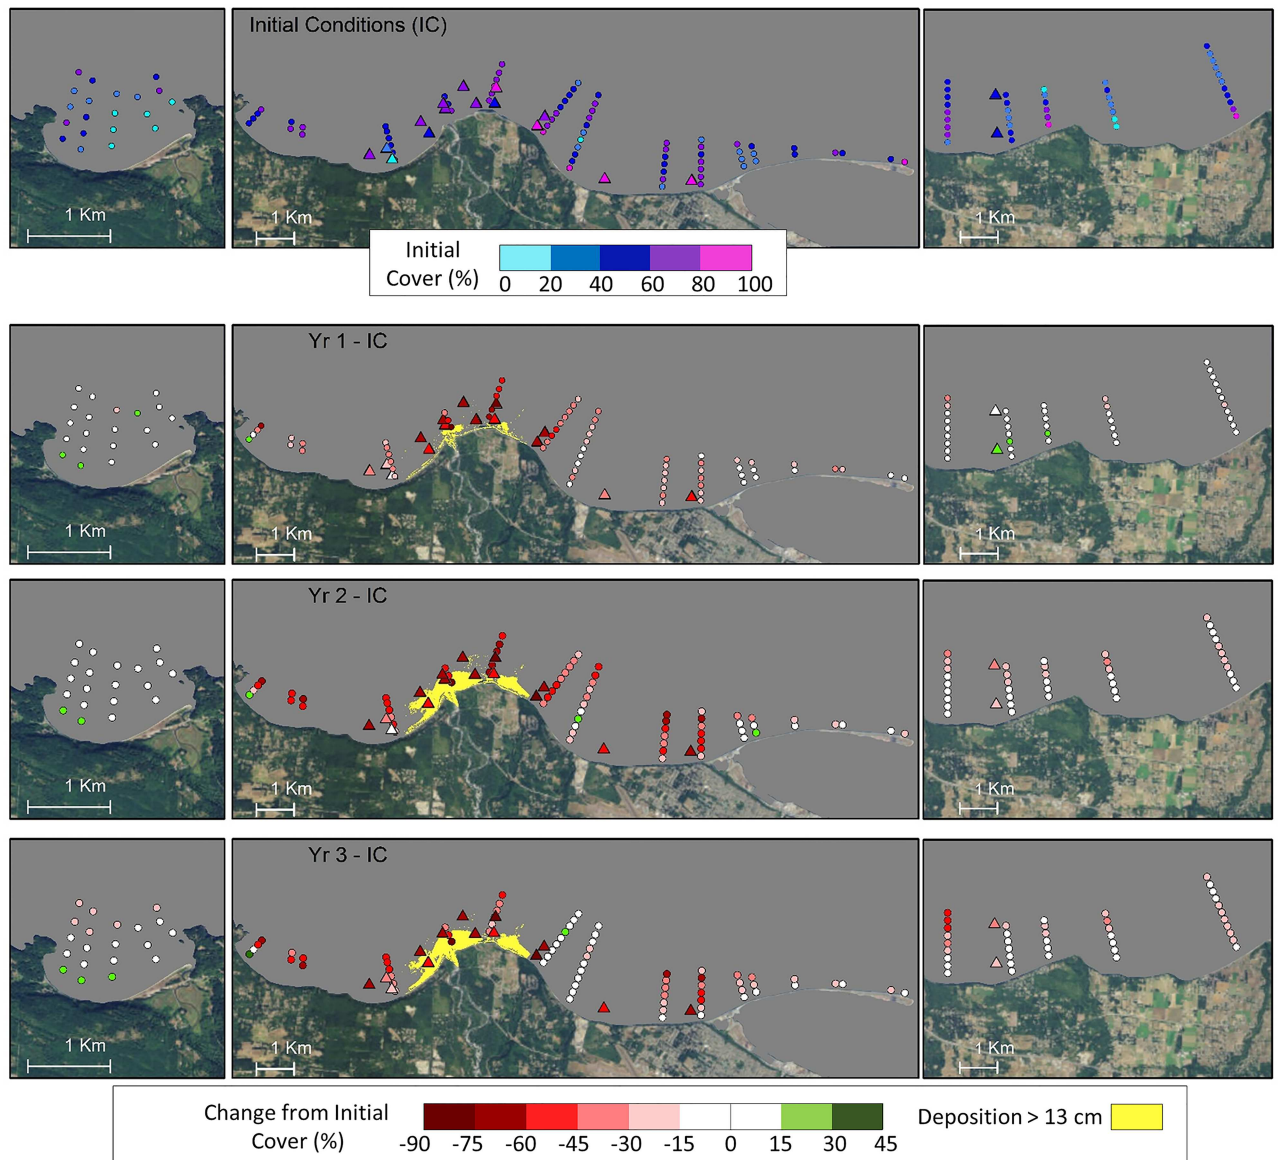 Initial Conditions (IC)
1 Km
1 Km
1 Km
Initial
Cover (%)
0 20 40 60 80 100
Yr 1 - IC
1 Km
1 Km
1 Km
Yr 2 - IC
1 Km
1 Km
1 Km
Yr 3 - IC
1 Km
1 Km
1 Km
Change from Initial
Cover (%)
-90 -75 -60 -45 -30 -15 0 15 30 45
Deposition > 13 cm